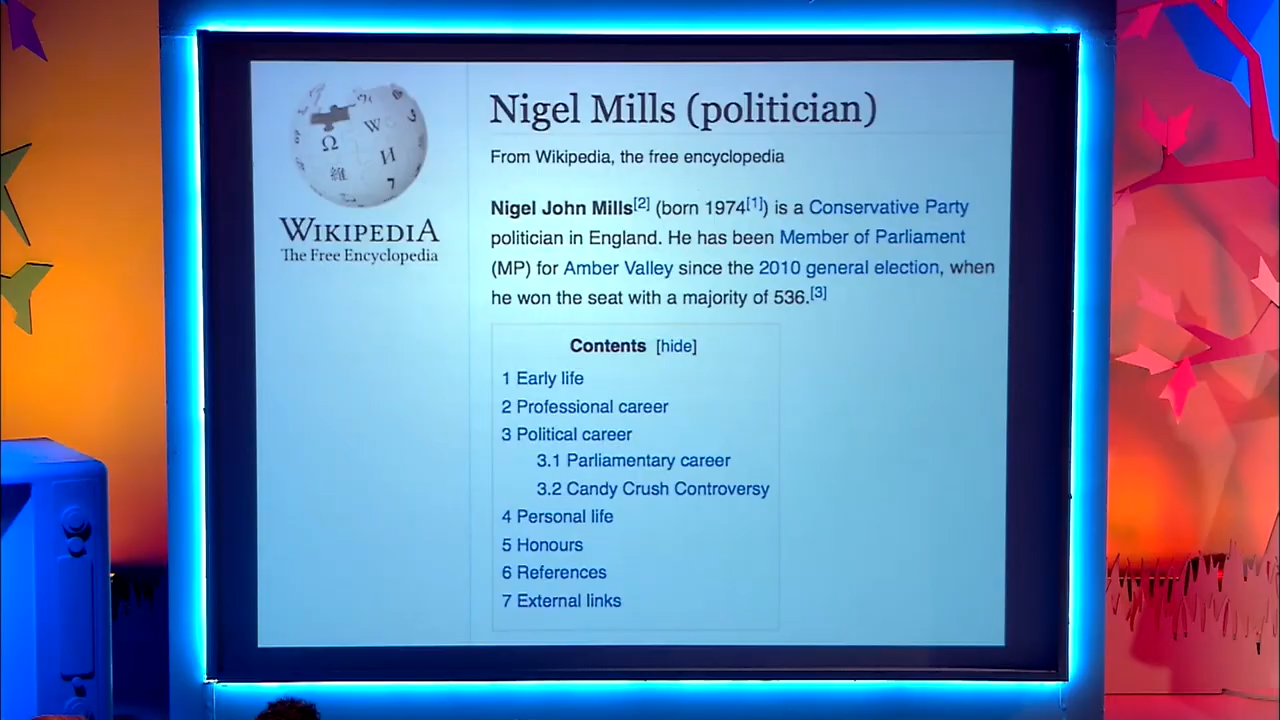 WIKIPEDIA
The Free Encyclopedia
Nigel Mills (politician)
From Wikipedia, the free encyclopedia
Nigel John Mills[2] (born 1974[1]) is a Conservative Party
politician in England. He has been Member of Parliament
(MP) for Amber Valley since the 2010 general election, when
he won the seat with a majority of 536.[3]
Contents [hide]
1 Early life
2 Professional career
3 Political career
3.1 Parliamentary career
3.2 Candy Crush Controversy
4 Personal life
5 Honours
6 References
7 External links